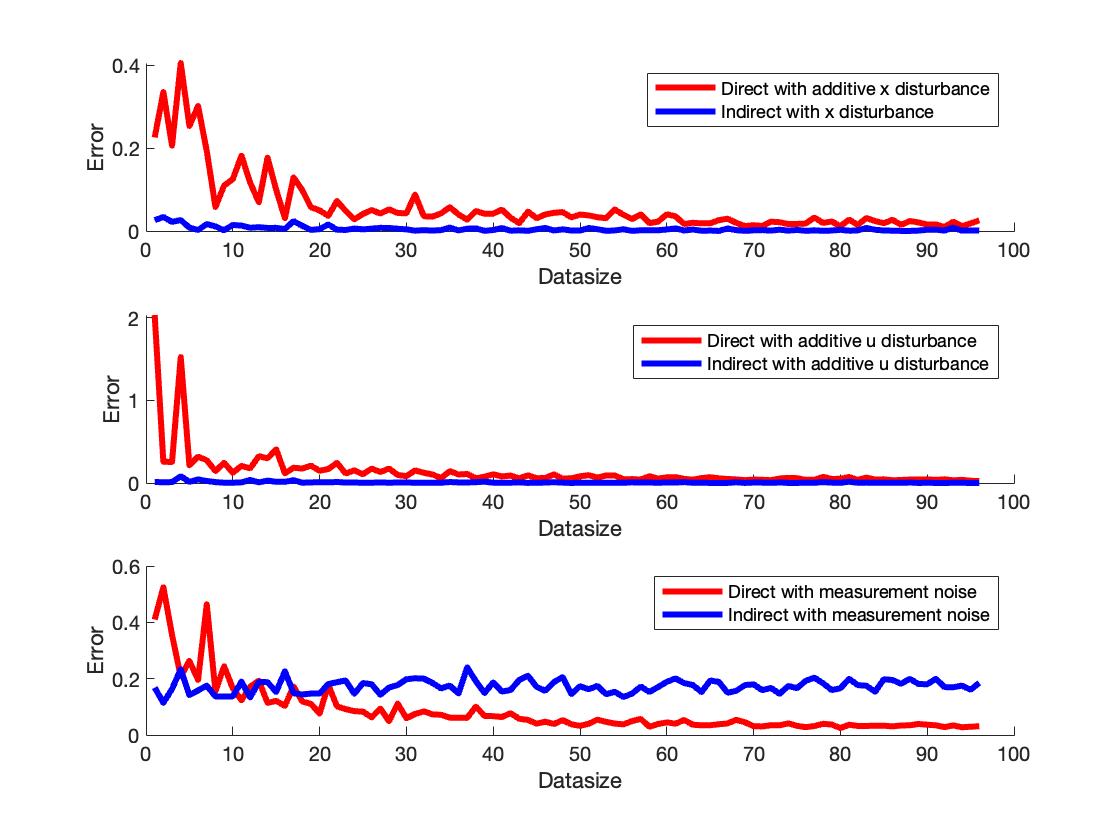 0.4
0.2
0
Error
Direct with additive x disturbance
Indirect with x disturbance
0 10 20 30 40 50 60 70 80 90 100
Datasize
2
1
0
Error
Direct with additive u disturbance
Indirect with additive u disturbance
0 10 20 30 40 50 60 70 80 90 100
Datasize
0.6
0.4
0.2
0
Error
Direct with measurement noise
Indirect with measurement noise
0 10 20 30 40 50 60 70 80 90 100
Datasize